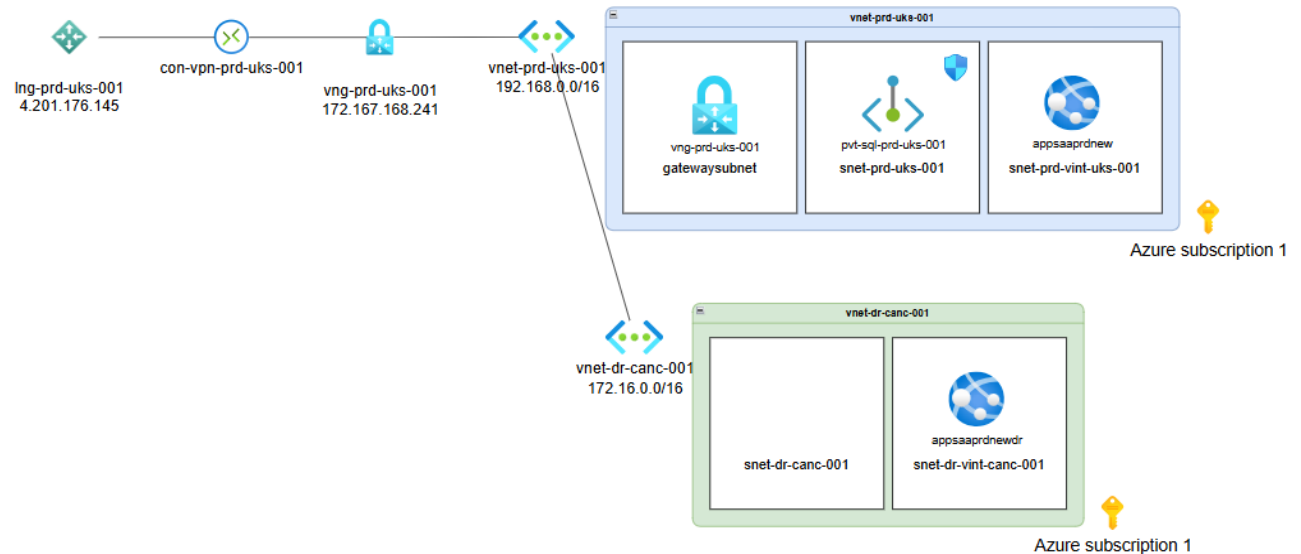 lng-prd-uks-001
4.201.176.145
con-vpn-prd-uks-001
vng-prd-uks-001
172.167.168.241
vnet-prd-uks-001
192.168.0.0/16
vnet-prd-uks-001
vng-prd-uks-001
gatewaysubnet
pvt-sql-prd-uks-001
snet-prd-uks-001
appsaaprdnew
snet-prd-vint-uks-001
Azure subscription 1
vnet-dr-canc-001
172.16.0.0/16
vnet-dr-canc-001
snet-dr-canc-001
appsaaprdnewdr
snet-dr-vint-canc-001
Azure subscription 1